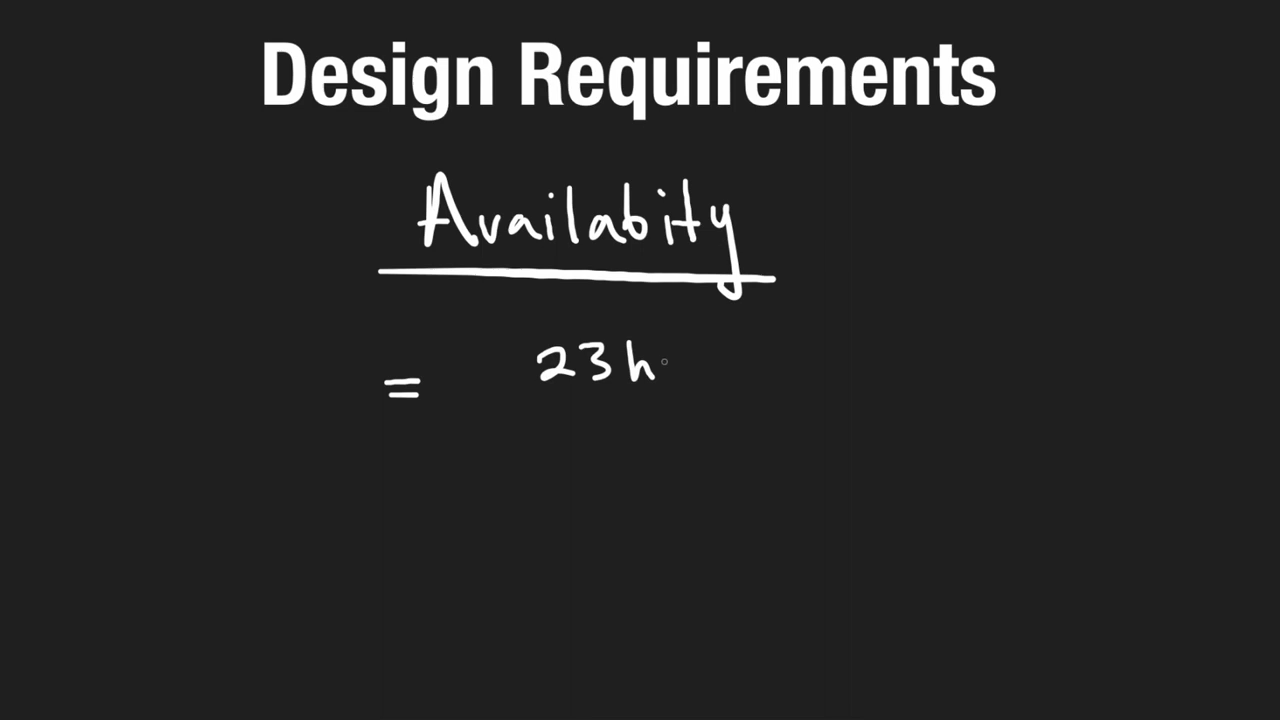 Design Requirements
Availabity
= 23h